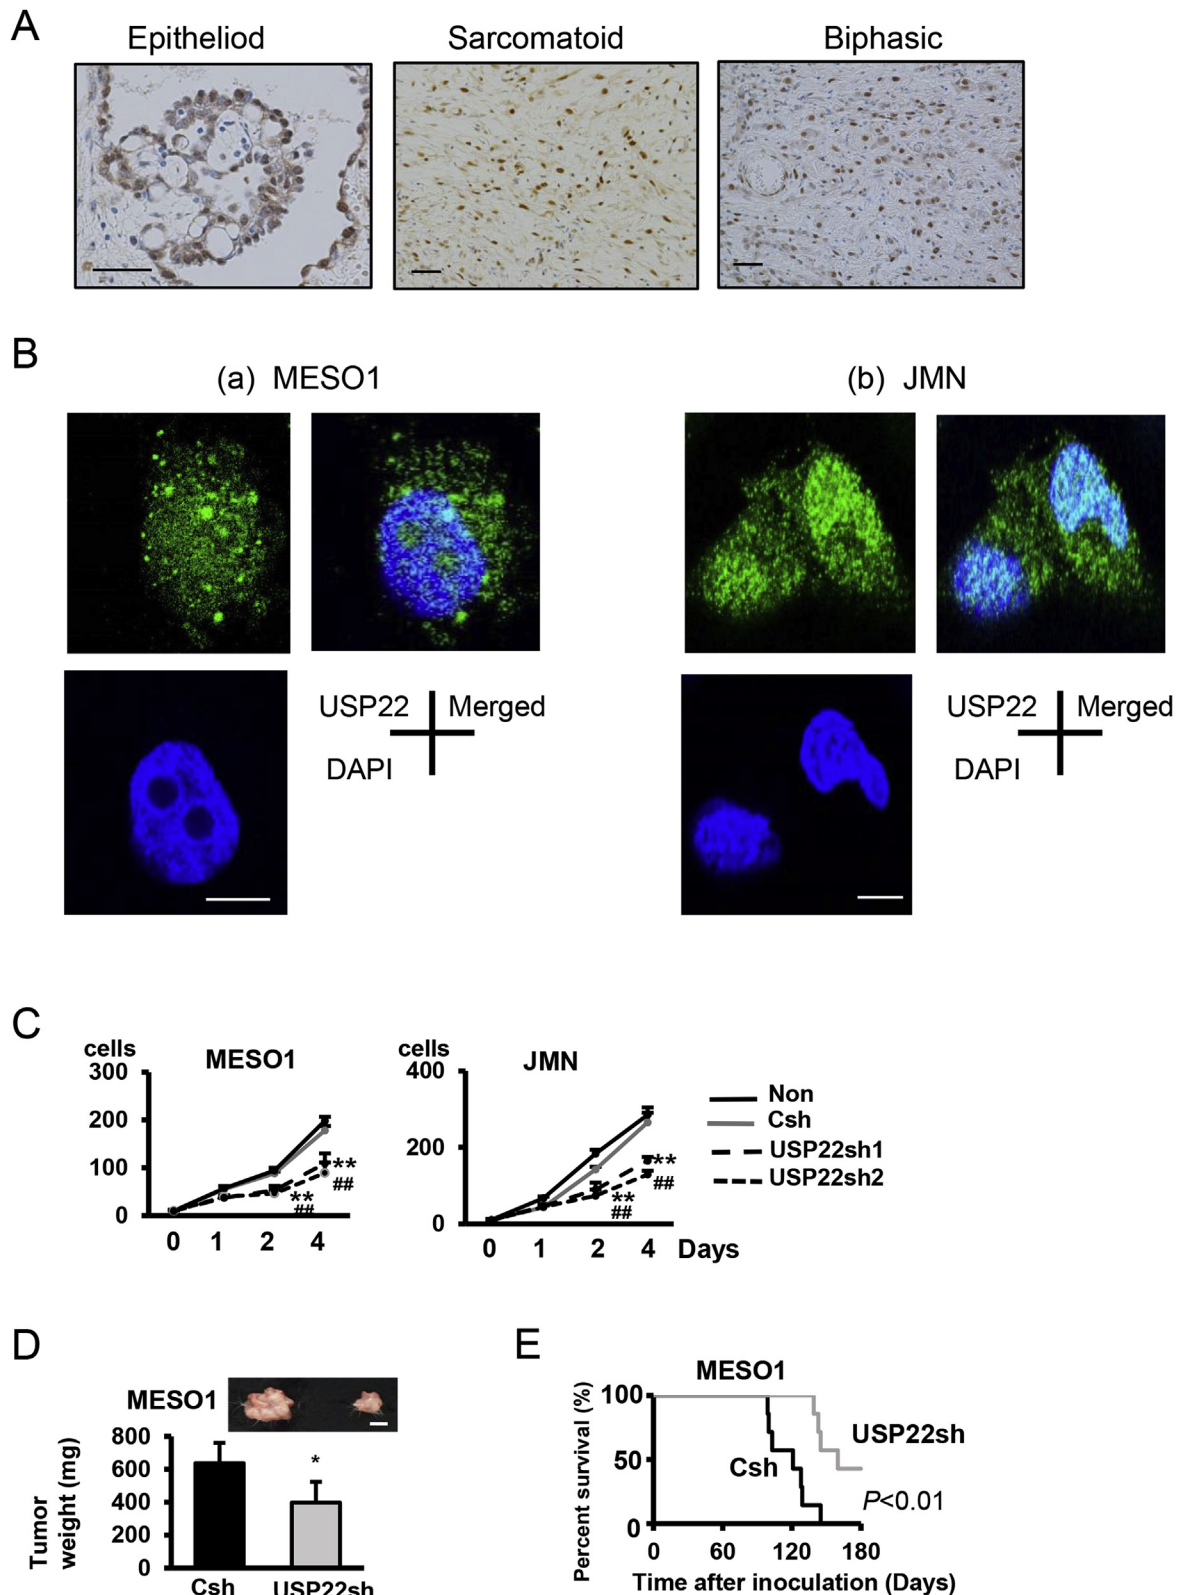 A
Epitheliod Sarcomatoid Biphasic
B
(a) MESO1 (b) JMN
USP22 Merged USP22 Merged
DAPI DAPI
C
cells MESO1 cells JMN
300
200
100
0
0 1 2 4
400
200
0
0 1 2 4 Days
** ## ** ##
** ## ** ##
Non
Csh
USP22sh1
USP22sh2
D
MESO1
Tumor
weight (mg)
800
600
400
200
0
*
Csh USP22sh
E
MESO1
Percent survival (%)
100
50
0
USP22sh
Csh
P<0.01
0 60 120 180
Time after inoculation (Days)